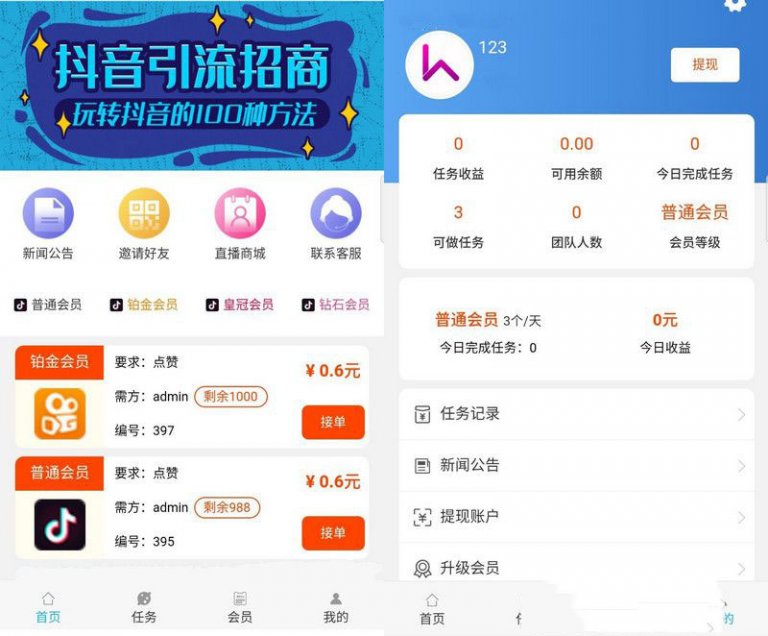 抖音引流招商
玩转抖音的100种方法
新闻公告
邀请好友
直播商城
联系客服
普通会员
铂金会员
皇冠会员
钻石会员
铂金会员
要求：点赞
￥0.6元
需方：admin
剩余1000
接单
编号：397
普通会员
要求：点赞
￥0.6元
需方：admin
剩余988
接单
编号：395
首页
任务
会员
我的
123
提现
0
0.00
0
任务收益
可用余额
今日完成任务
3
0
普通会员
可做任务
团队人数
会员等级
普通会员 3个/天
0元
今日完成任务：0
今日收益
任务记录
新闻公告
提现账户
升级会员
首页
的